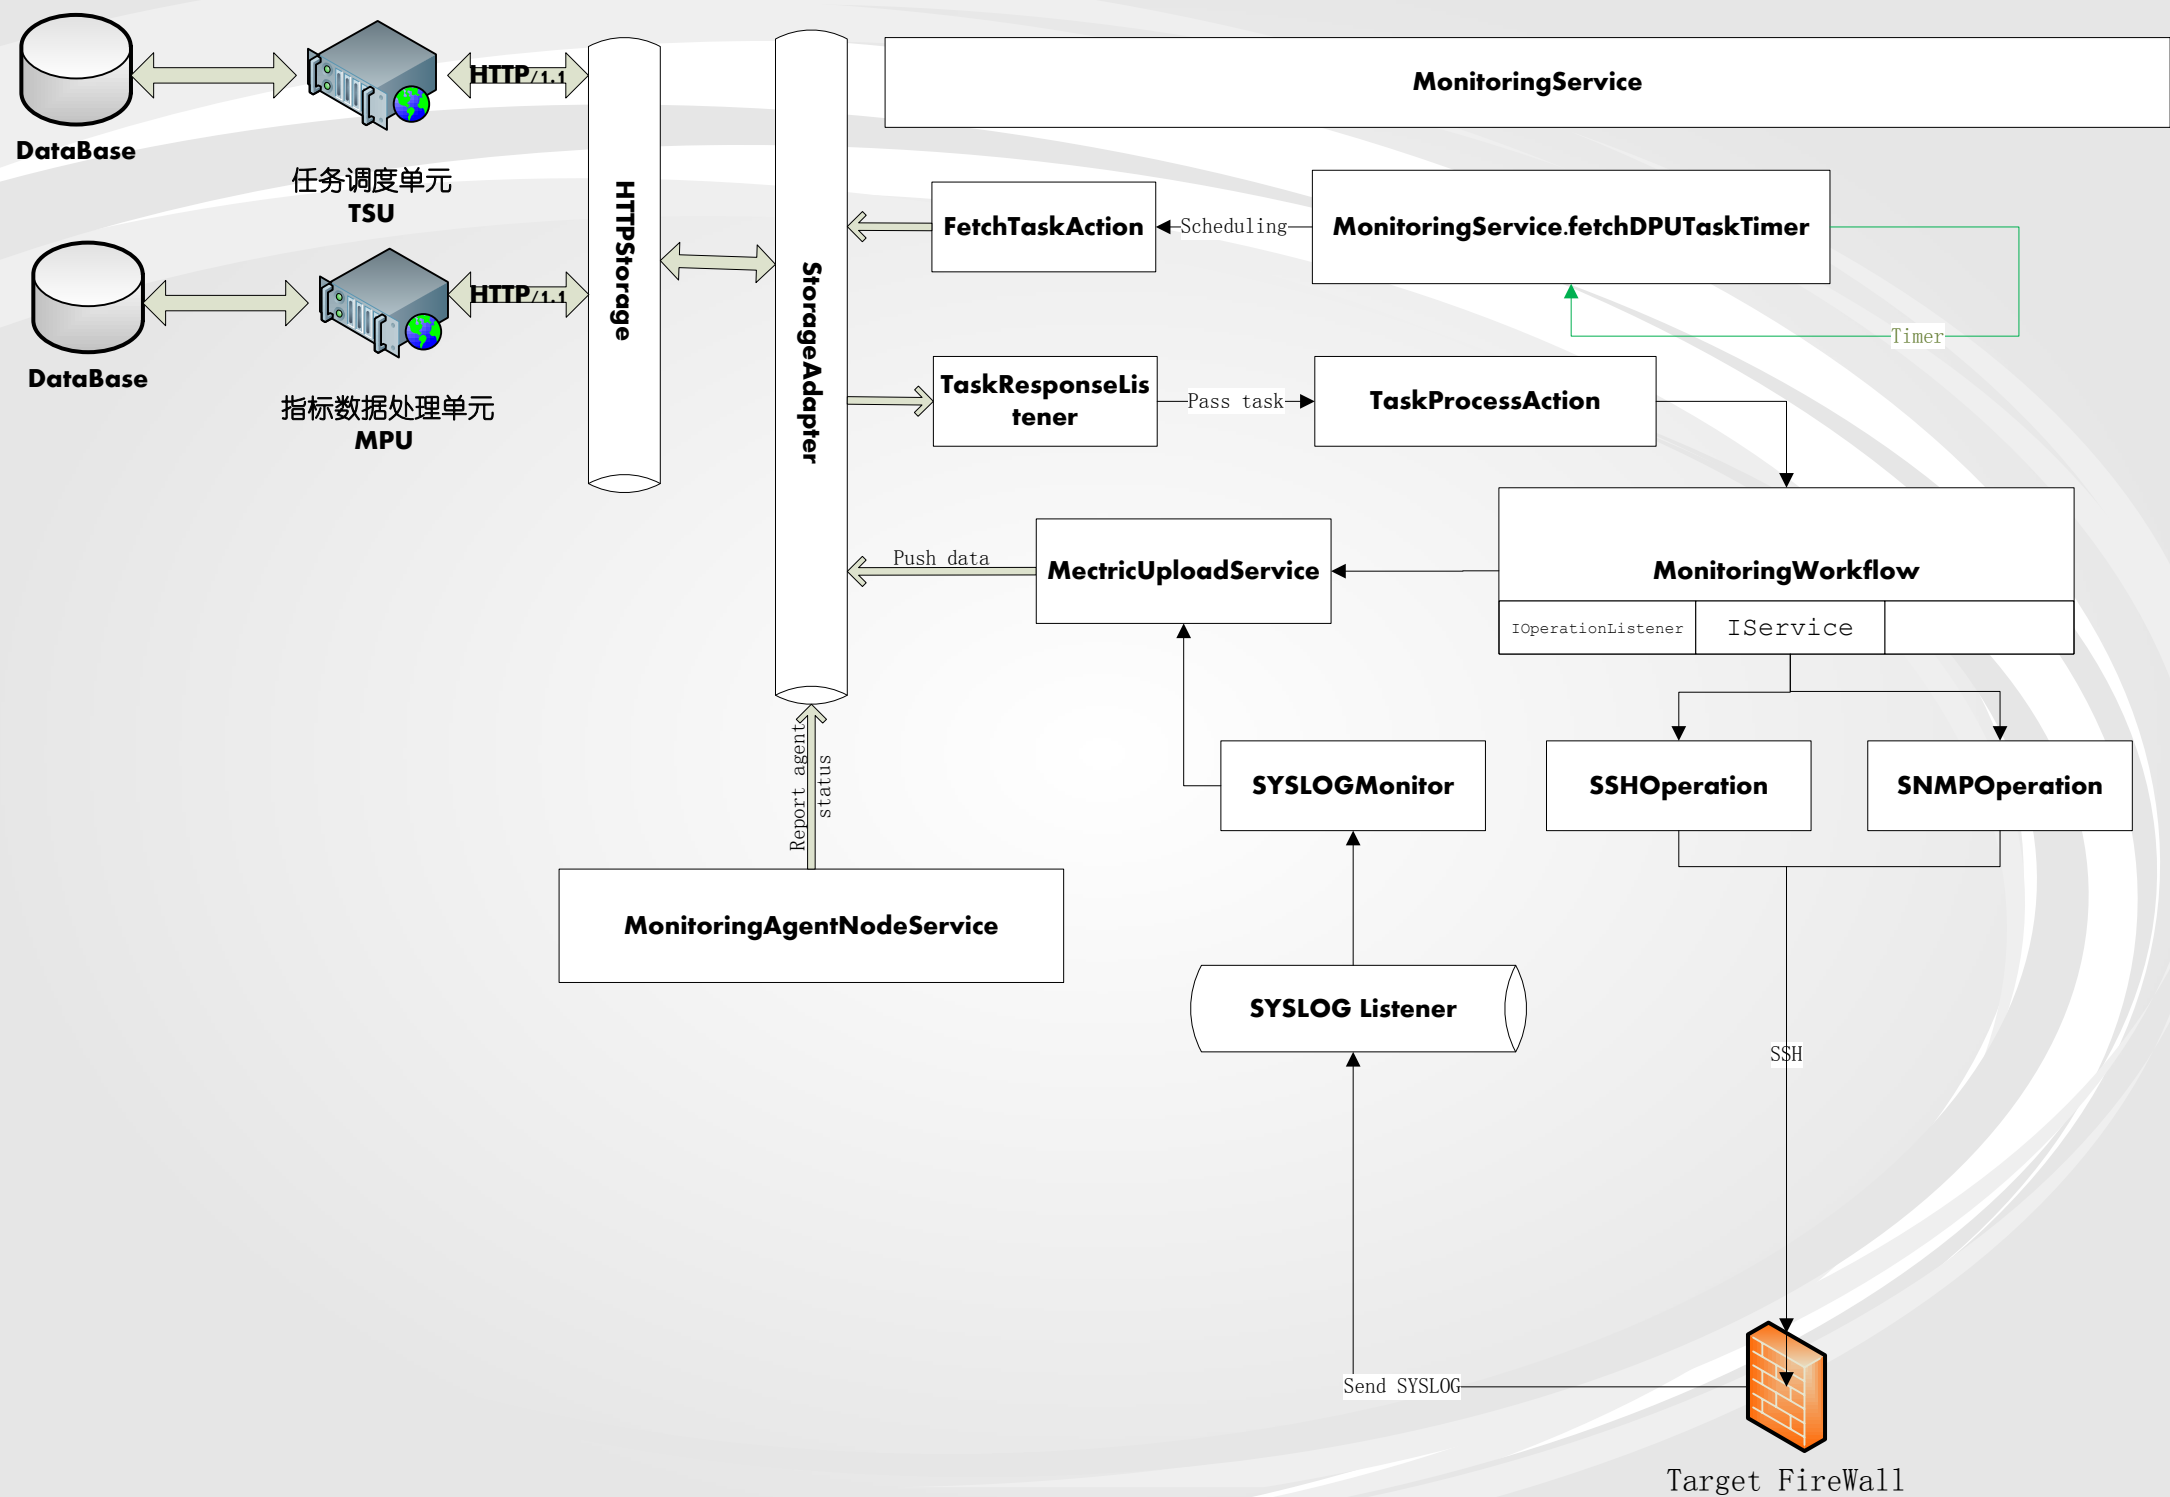 MonitoringService
HTTP/1.1
DataBase
任务调度单元
TSU
HTTPStorage
StorageAdapter
FetchTaskAction
Scheduling
MonitoringService.fetchDPUTaskTimer
Timer
HTTP/1.1
DataBase
指标数据处理单元
MPU
TaskResponseLis
tener
Pass task
TaskProcessAction
Push data
MectricUploadService
MonitoringWorkflow
IOperationListener
IService
Report agent
status
SYSLOGMonitor
SSHOperation
SNMPOperation
MonitoringAgentNodeService
SYSLOG Listener
SSH
Send SYSLOG
Target FireWall